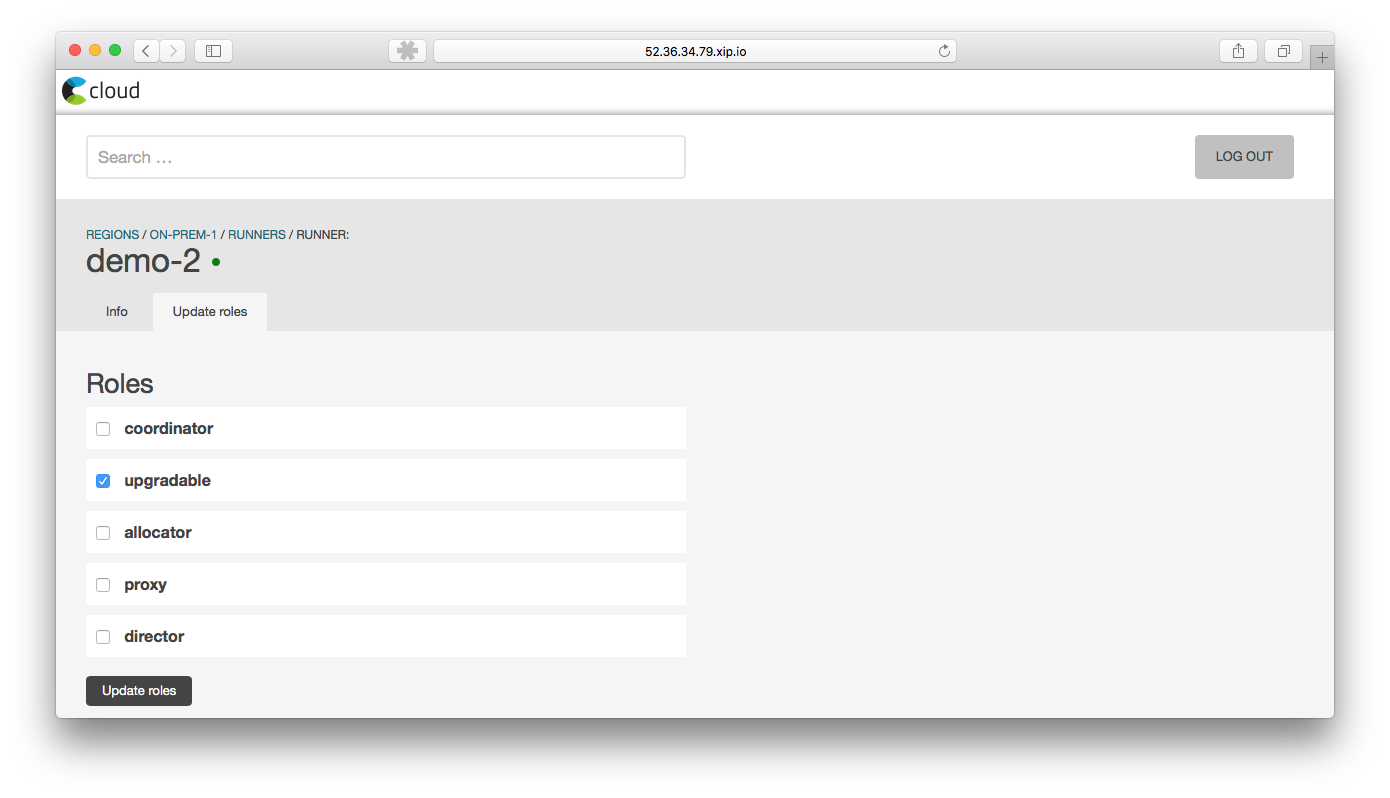 52.36.34.79.xip.io
cloud
Search …
LOG OUT
REGIONS / ON-PREM-1 / RUNNERS / RUNNER:
demo-2
Info
Update roles
Roles
coordinator
upgradable
allocator
proxy
director
Update roles